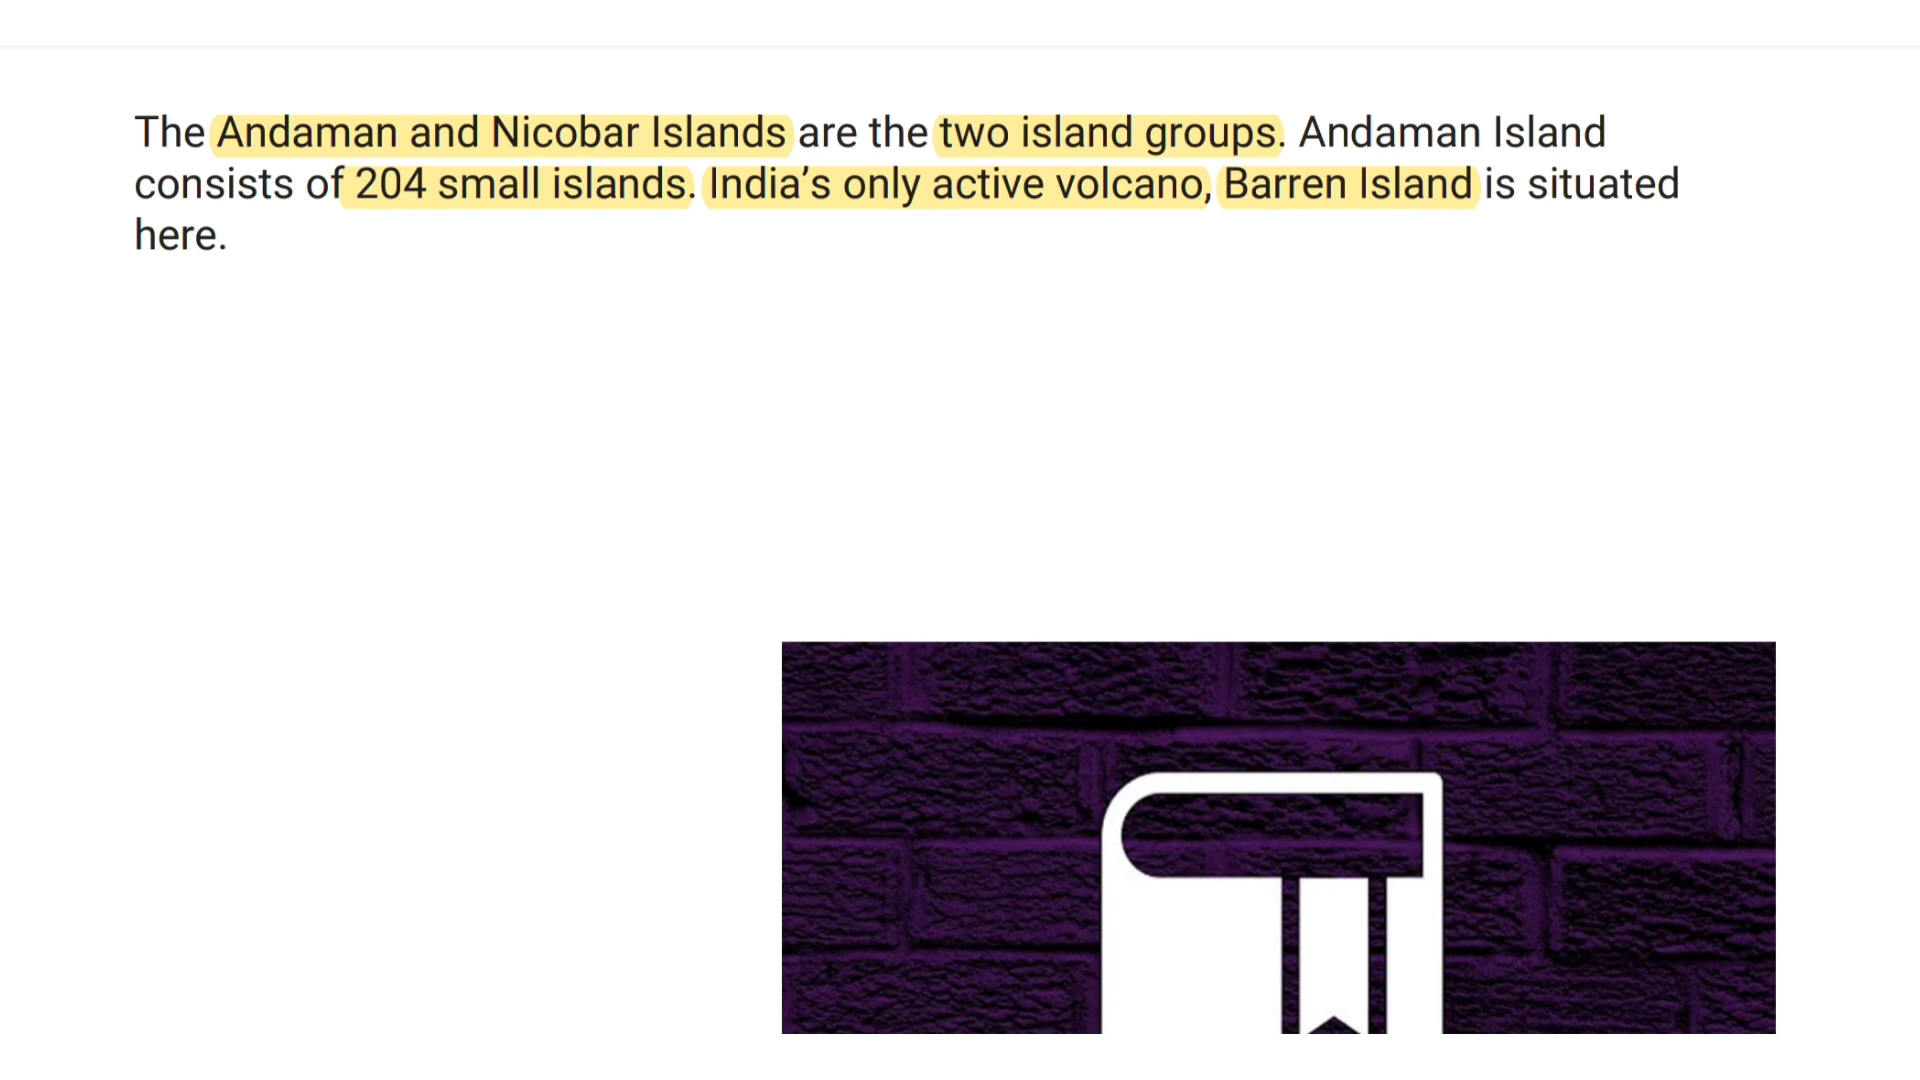 The Andaman and Nicobar Islands are the two island groups. Andaman Island
consists of 204 small islands. India’s only active volcano, Barren Island is situated
here.